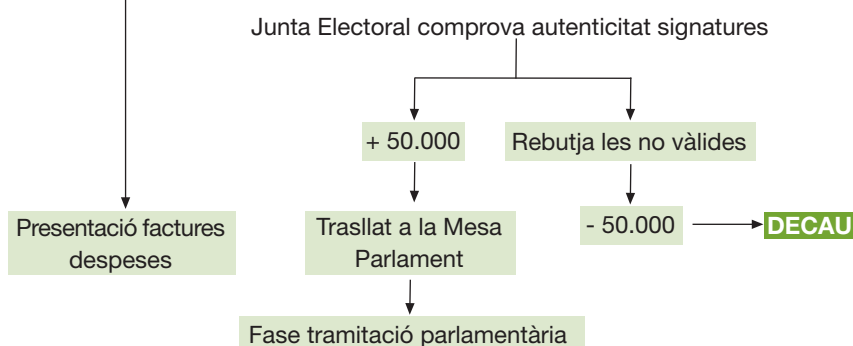 Junta Electoral comprova autenticitat signatures
+ 50.000
Rebutja les no vàlides
Presentació factures
despeses
Trasllat a la Mesa
Parlament
- 50.000
DECAU
Fase tramitació parlamentària